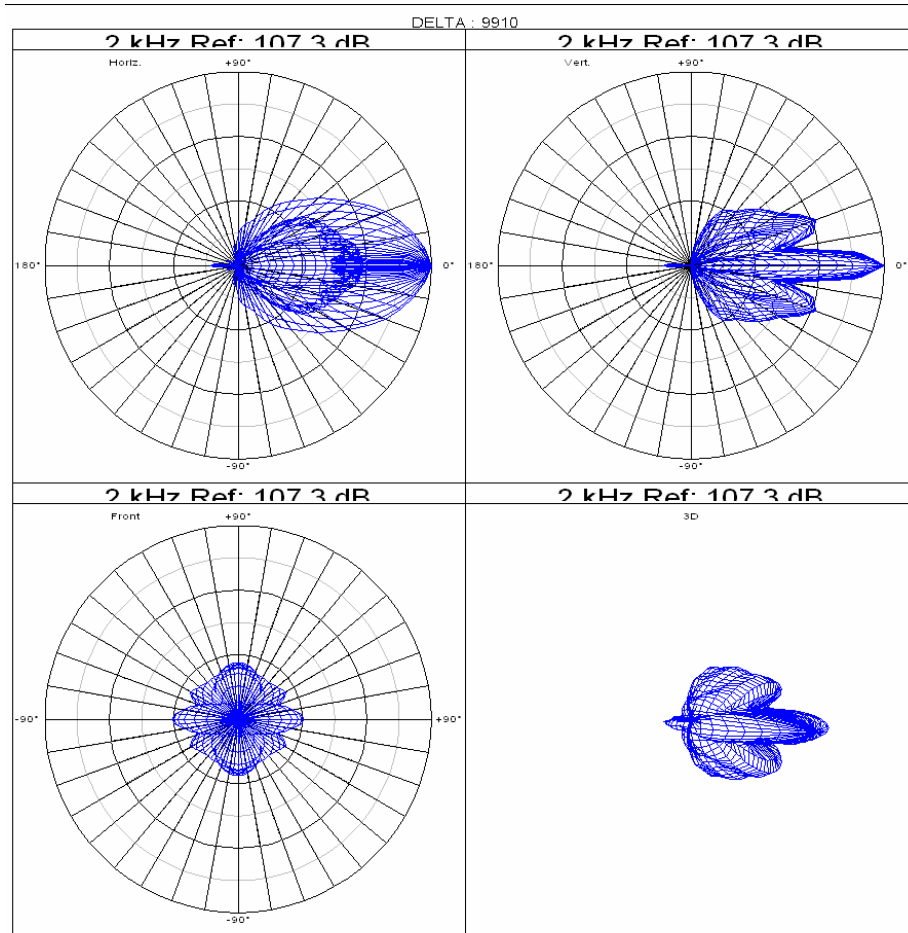 DELTA : 9910
2 kHz Ref: 107.3 dB
2 kHz Ref: 107.3 dB
Horiz.
+90°
Vert.
+90°
180°
0°
180°
0°
-90°
-90°
2 kHz Ref: 107.3 dB
2 kHz Ref: 107.3 dB
Front
+90°
3D
-90°
+90°
-90°